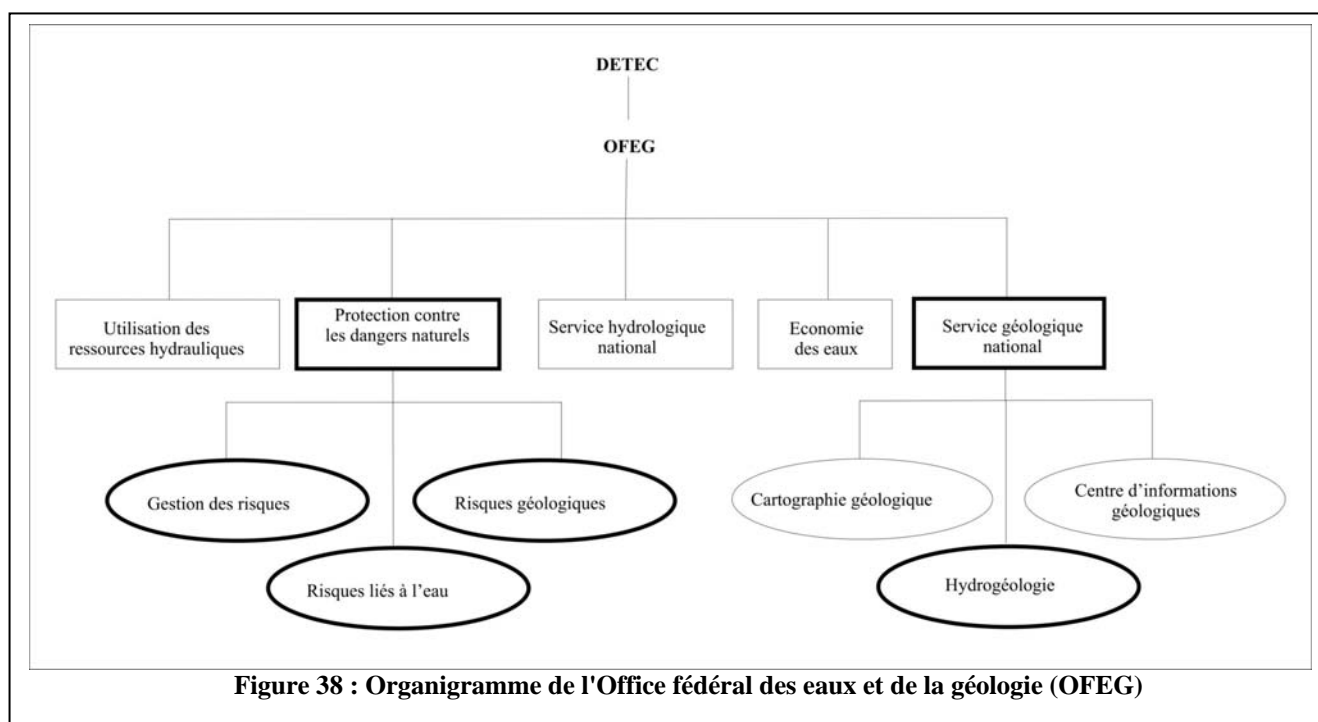 DETEC
OFEG
Utilisation des
ressources hydrauliques
Protection contre
les dangers naturels
Service hydrologique
national
Economie
des eaux
Service géologique
national
Gestion des risques
Risques géologiques
Risques liés à l’eau
Cartographie géologique
Centre d’informations
géologiques
Hydrogéologie
Figure 38 : Organigramme de l'Office fédéral des eaux et de la géologie (OFEG)